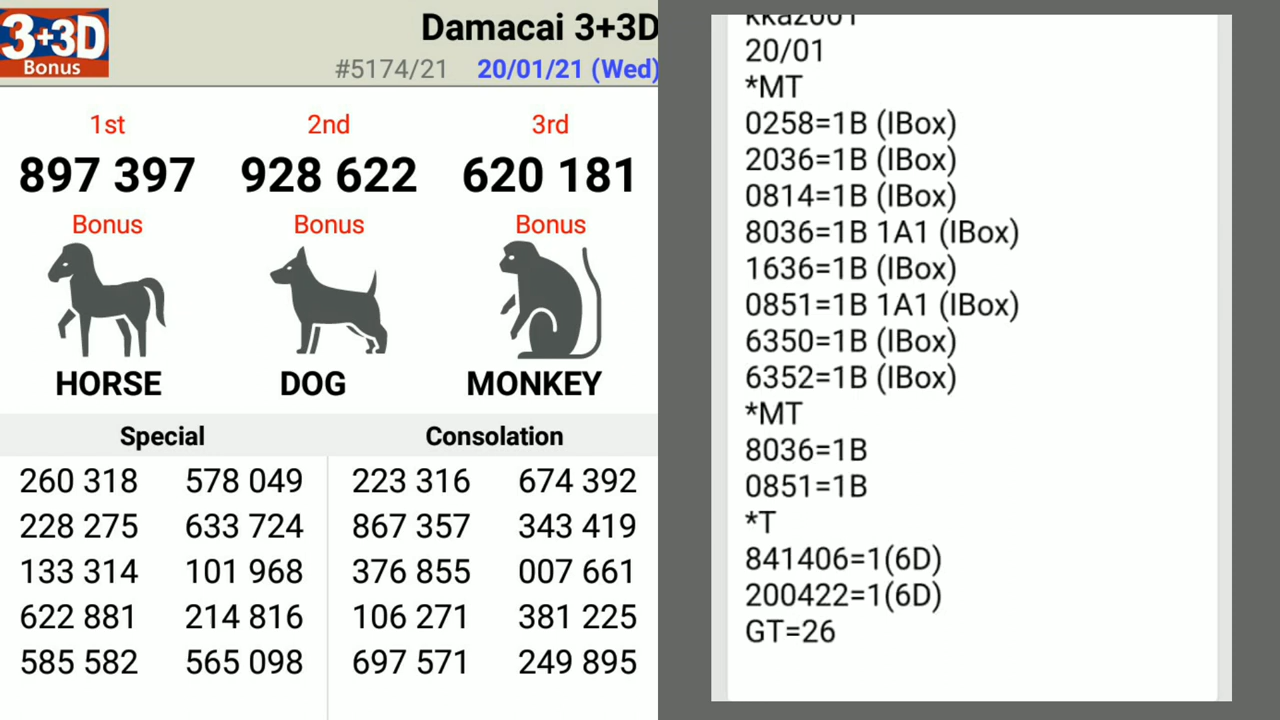 3+3D
Bonus
Damacai 3+3D
#5174/21 20/01/21 (Wed)
1st 2nd 3rd
897 397 928 622 620 181
Bonus Bonus Bonus
HORSE DOG MONKEY
Special Consolation
260 318 578 049 223 316 674 392
228 275 633 724 867 357 343 419
133 314 101 968 376 855 007 661
622 881 214 816 106 271 381 225
585 582 565 098 697 571 249 895
20/01
*MT
0258=1B (IBox)
2036=1B (IBox)
0814=1B (IBox)
8036=1B 1A1 (IBox)
1636=1B (IBox)
0851=1B 1A1 (IBox)
6350=1B (IBox)
6352=1B (IBox)
*MT
8036=1B
0851=1B
*T
841406=1(6D)
200422=1(6D)
GT=26